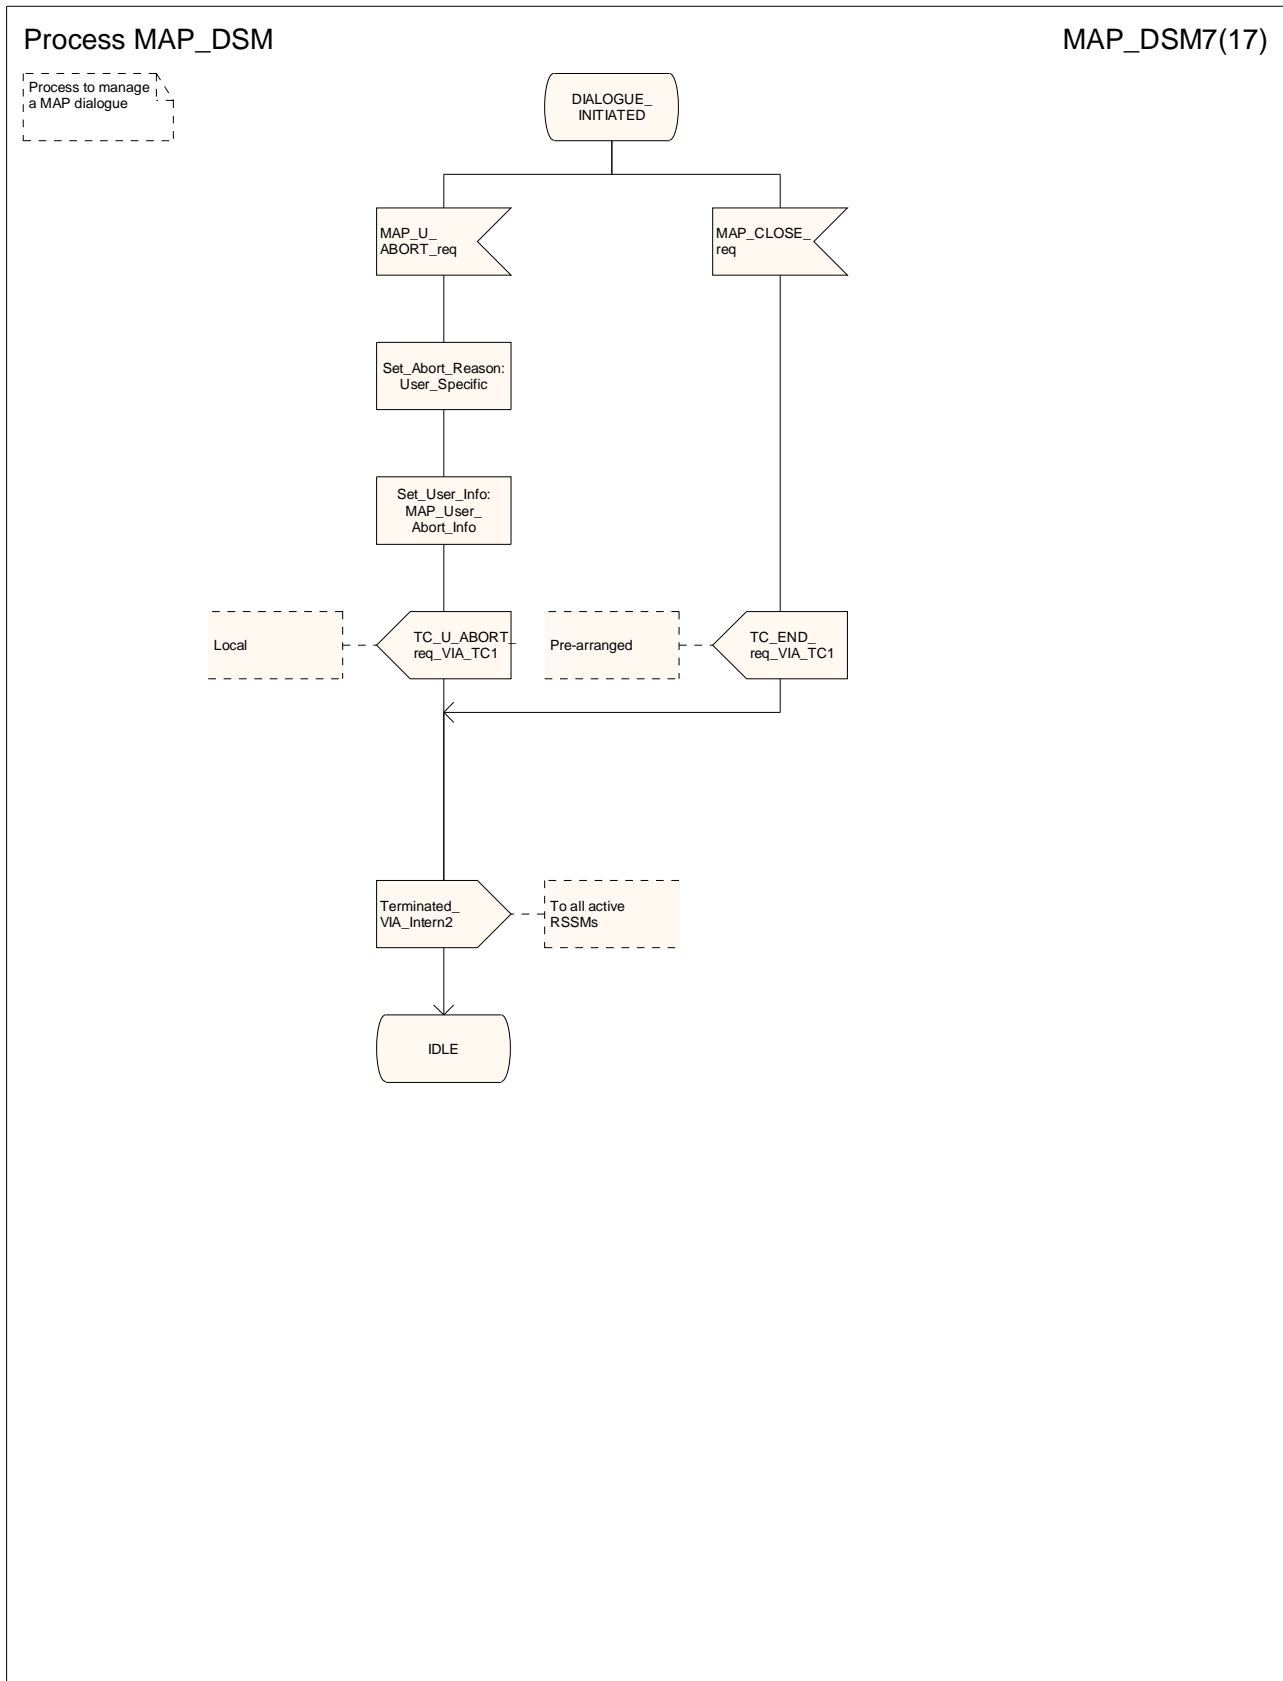 Process MAP_DSM
MAP_DSM7(17)
Process to manage
a MAP dialogue
DIALOGUE_
INITIATED
MAP_U_
ABORT_req
MAP_CLOSE_
req
Set_Abort_Reason:
User_Specific
Set_User_Info:
MAP_User_
Abort_Info
Local
TC_U_ABORT_
req_VIA_TC1
Pre-arranged
TC_END_
req_VIA_TC1
Terminated_
VIA_Intern2
To all active
RSSMs
IDLE